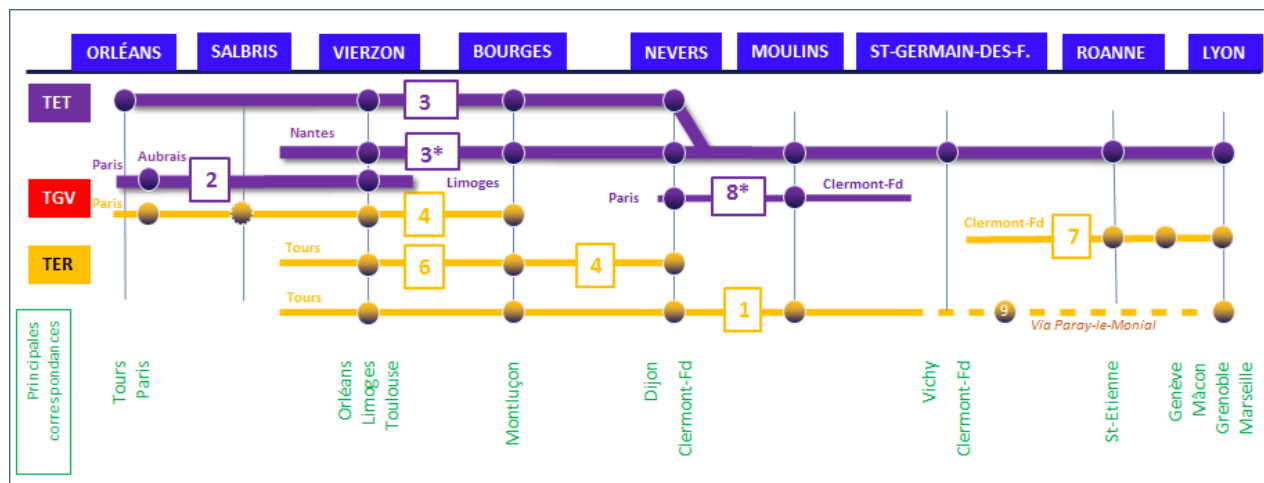 ORLÉANS SALBRIS VIERZON BOURGES NEVERS MOULINS ST-GERMAIN-DES-F. ROANNE LYON
TET
3
Nantes
3*
Paris
Aubrais
2
Limoges
Paris
8*
Clermont-Fd
TGV
Paris
4
Clermont-Fd
7
TER
Tours
6
4
Tours
1
9
Via Paray-le-Monial
Principales
correspondances
Tours
Paris
Orléans
Limoges
Toulouse
Montluçon
Dijon
Clermont-Fd
Vichy
Clermont-Fd
St-Etienne
Genève
Mâcon
Grenoble
Marseille